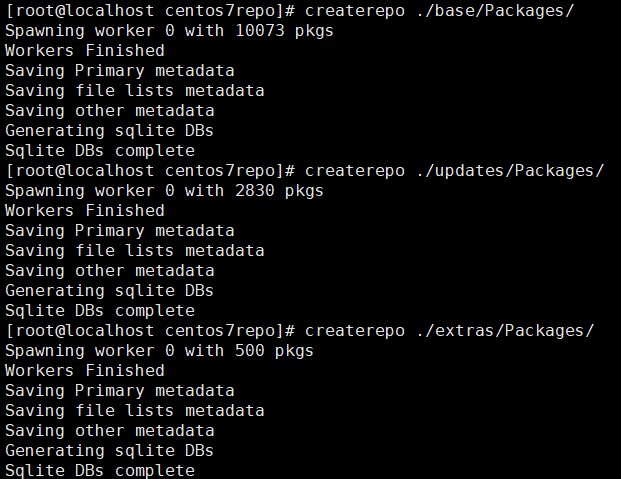 [root@localhost centos7repo]# createrepo ./base/Packages/
Spawning worker 0 with 10073 pkgs
Workers Finished
Saving Primary metadata
Saving file lists metadata
Saving other metadata
Generating sqlite DBs
Sqlite DBs complete
[root@localhost centos7repo]# createrepo ./updates/Packages/
Spawning worker 0 with 2830 pkgs
Workers Finished
Saving Primary metadata
Saving file lists metadata
Saving other metadata
Generating sqlite DBs
Sqlite DBs complete
[root@localhost centos7repo]# createrepo ./extras/Packages/
Spawning worker 0 with 500 pkgs
Workers Finished
Saving Primary metadata
Saving file lists metadata
Saving other metadata
Generating sqlite DBs
Sqlite DBs complete